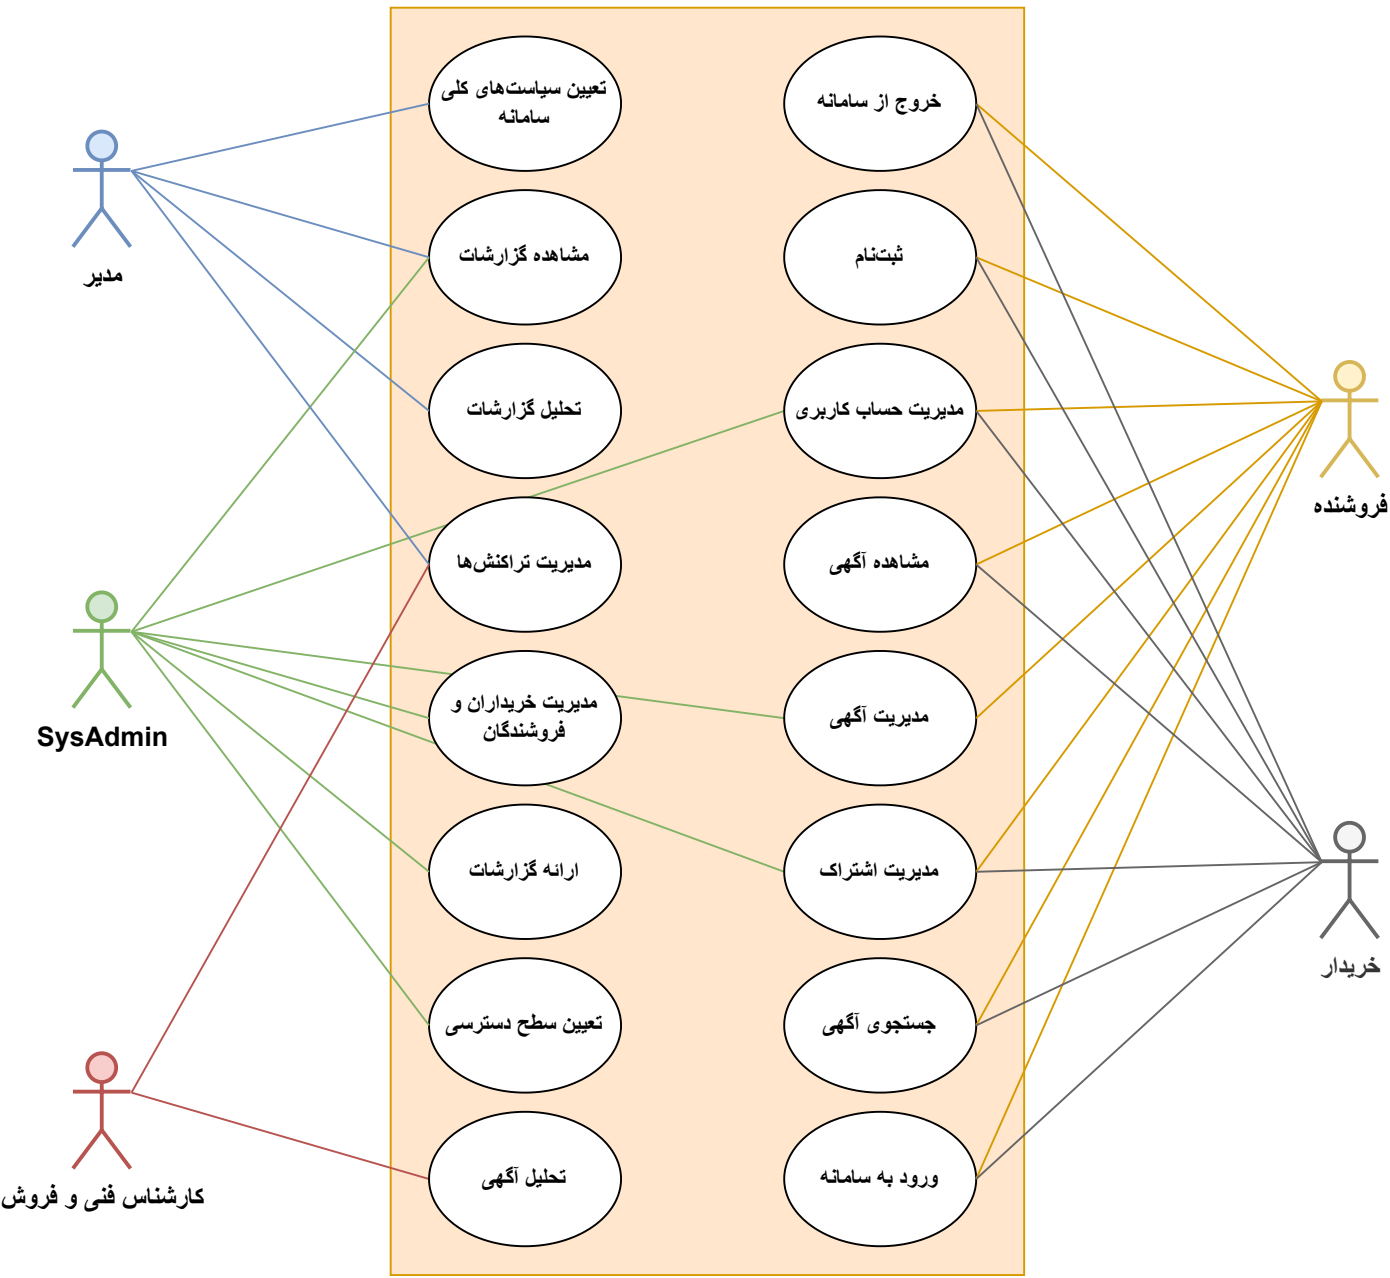 تعیین سیاست‌های کلی
سامانه
خروج از سامانه
مدیر
مشاهده گزارشات
ثبت‌نام
تحلیل گزارشات
مدیریت حساب کاربری
فروشنده
مدیریت تراکنش‌ها
مشاهده آگهی
SysAdmin
مدیریت خریداران و
فروشندگان
مدیریت آگهی
ارائه گزارشات
مدیریت اشتراک
خریدار
تعیین سطح دسترسی
جستجوی آگهی
کارشناس فنی و فروش
تحلیل آگهی
ورود به سامانه